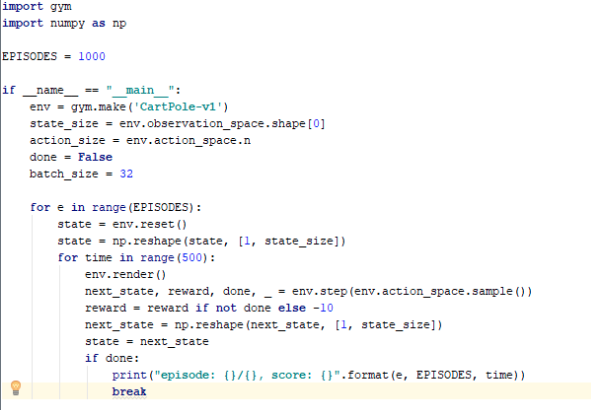 import gym
import numpy as np
EPISODES = 1000
if __name__ == "__main__":
env = gym.make('CartPole-v1')
state_size = env.observation_space.shape[0]
action_size = env.action_space.n
done = False
batch_size = 32
for e in range(EPISODES):
state = env.reset()
state = np.reshape(state, [1, state_size])
for time in range(500):
env.render()
next_state, reward, done, _ = env.step(env.action_space.sample())
reward = reward if not done else -10
next_state = np.reshape(next_state, [1, state_size])
state = next_state
if done:
print("episode: {}/{}, score: {}".format(e, EPISODES, time))
break